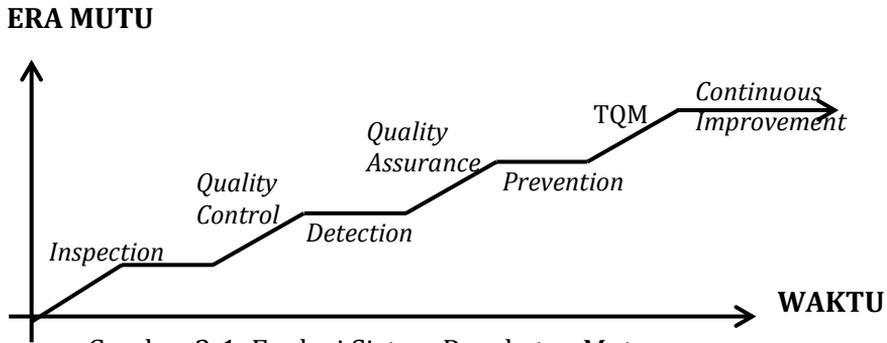 ERA MUTU
Continuous
Improvement
TQM
Quality
Assurance
Prevention
Quality
Control
Detection
Inspection
WAKTU